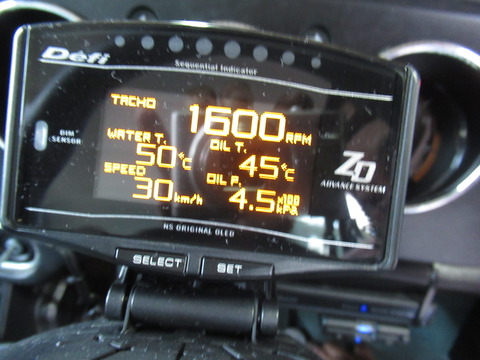 Defi
Sequential Indicator
TACHO 1600 RPM
WATER T. OIL T.
50°C 45°C
SPEED OIL P.
30 km/h 4.5 x100 kPA
DIM
SENSOR
ZD
ADVANCE SYSTEM
NS ORIGINAL OLED
SELECT SET